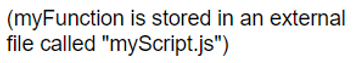 (myFunction is stored in an external
file called "myScript.js")